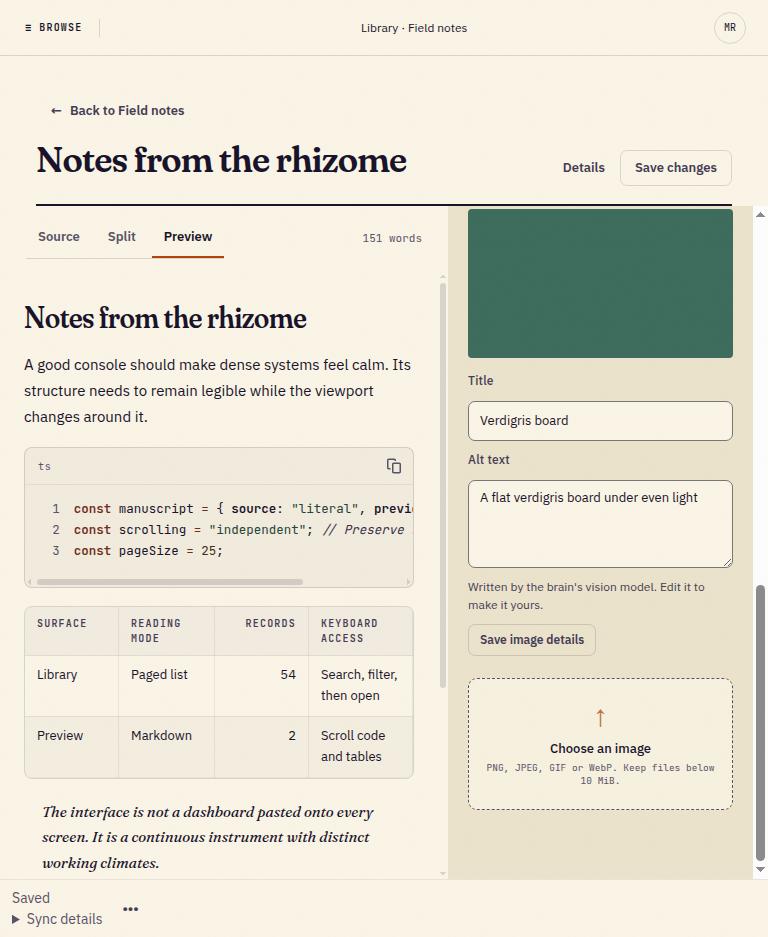 ≡ BROWSE
Library · Field notes
MR
← Back to Field notes
Notes from the rhizome
Details
Save changes
Source
Split
Preview
151 words
Notes from the rhizome
A good console should make dense systems feel calm. Its
structure needs to remain legible while the viewport
changes around it.
ts
1 const manuscript = { source: "literal", previ
2 const scrolling = "independent"; // Preserve
3 const pageSize = 25;
SURFACE
READING
MODE
RECORDS
KEYBOARD
ACCESS
Library
Paged list
54
Search, filter,
then open
Preview
Markdown
2
Scroll code
and tables
The interface is not a dashboard pasted onto every
screen. It is a continuous instrument with distinct
working climates.
Title
Verdigris board
Alt text
A flat verdigris board under even light
Written by the brain's vision model. Edit it to
make it yours.
Save image details
↑
Choose an image
PNG, JPEG, GIF or WebP. Keep files below
10 MiB.
Saved
▶ Sync details
•••